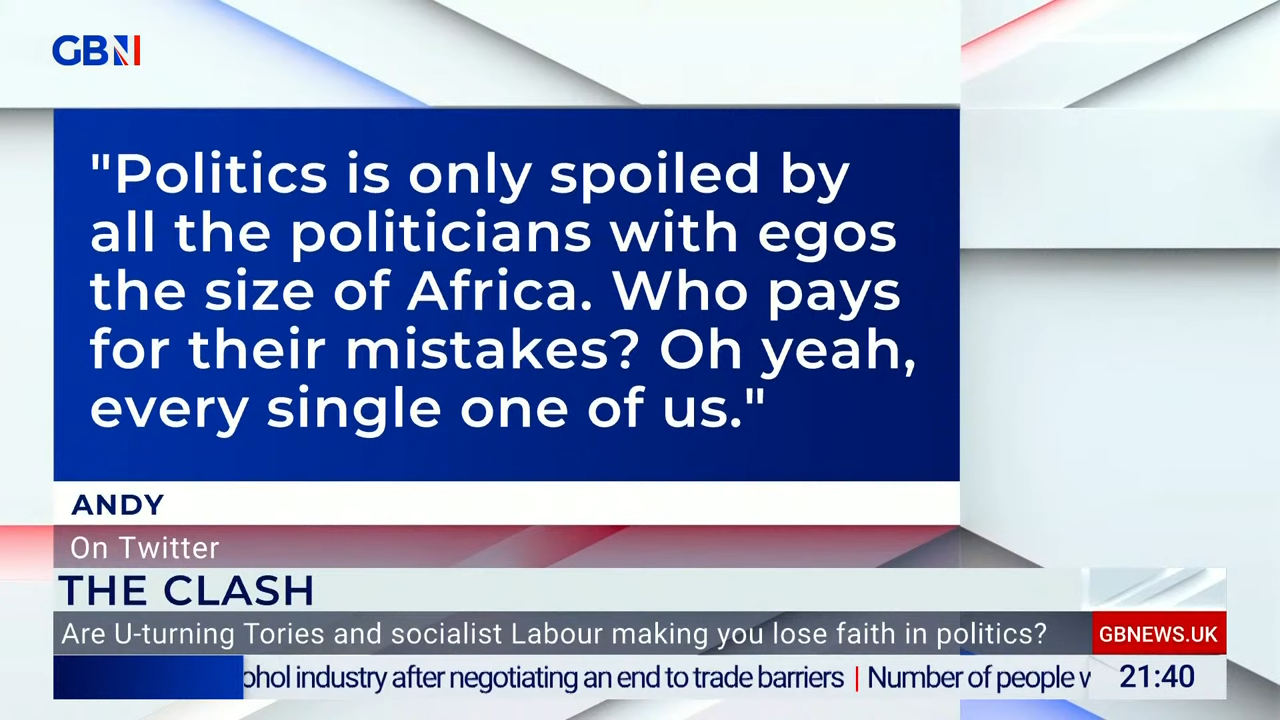 GBN
"Politics is only spoiled by
all the politicians with egos
the size of Africa. Who pays
for their mistakes? Oh yeah,
every single one of us."
ANDY
On Twitter
THE CLASH
Are U-turning Tories and socialist Labour making you lose faith in politics?
GBNEWS.UK
ohol industry after negotiating an end to trade barriers | Number of people
21:40